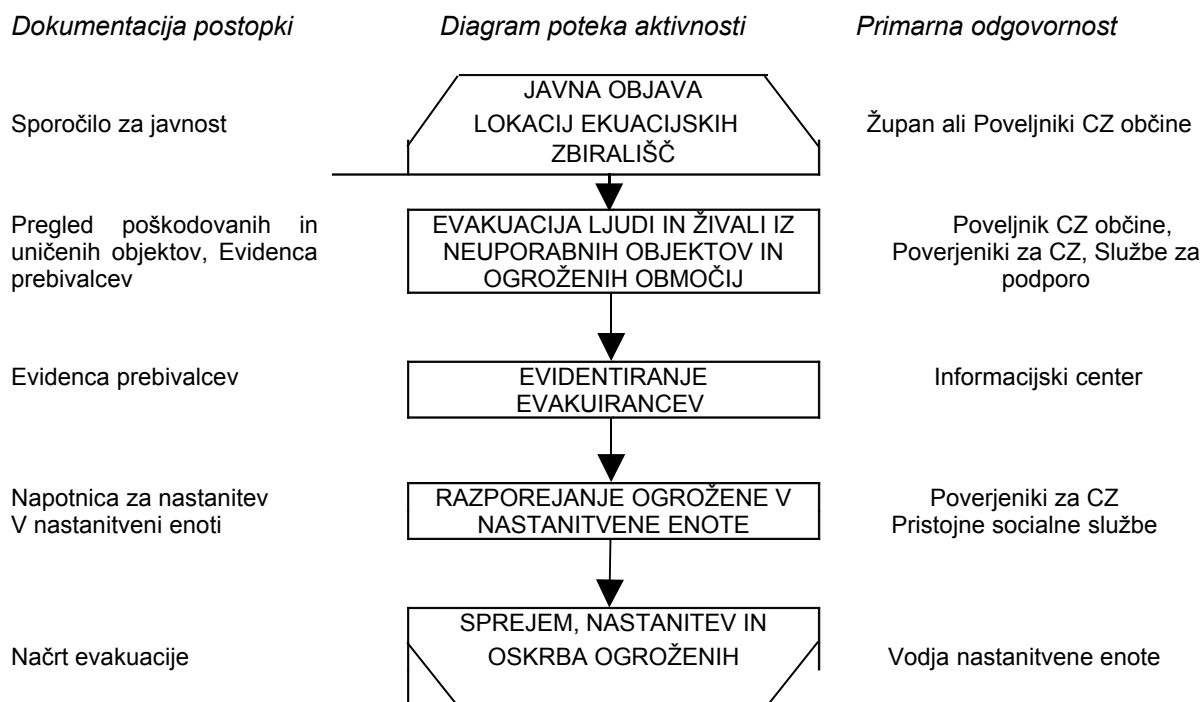 Dokumentacija postopki
Diagram poteka aktivnosti
Primarna odgovornost
Sporočilo za javnost
JAVNA OBJAVA
LOKACIJ EKUACIJSKIH
ZBIRALIŠČ
Župan ali Poveljniki CZ občine
Pregled poškodovanih in
uničenih objektov, Evidenca
prebivalcev
EVAKUACIJA LJUDI IN ŽIVALI IZ
NEUPORABNIH OBJEKTOV IN
OGROŽENIH OBMOČIJ
Poveljnik CZ občine,
Poverjeniki za CZ, Službe za
podporo
Evidenca prebivalcev
EVIDENTIRANJE
EVAKUIRANCEV
Informacijski center
Napotnica za nastanitev
V nastanitveni enoti
RAZPOREJANJE OGROŽENE V
NASTANITVENE ENOTE
Poverjeniki za CZ
Pristojne socialne službe
Načrt evakuacije
SPREJEM, NASTANITEV IN
OSKRBA OGROŽENIH
Vodja nastanitvene enote